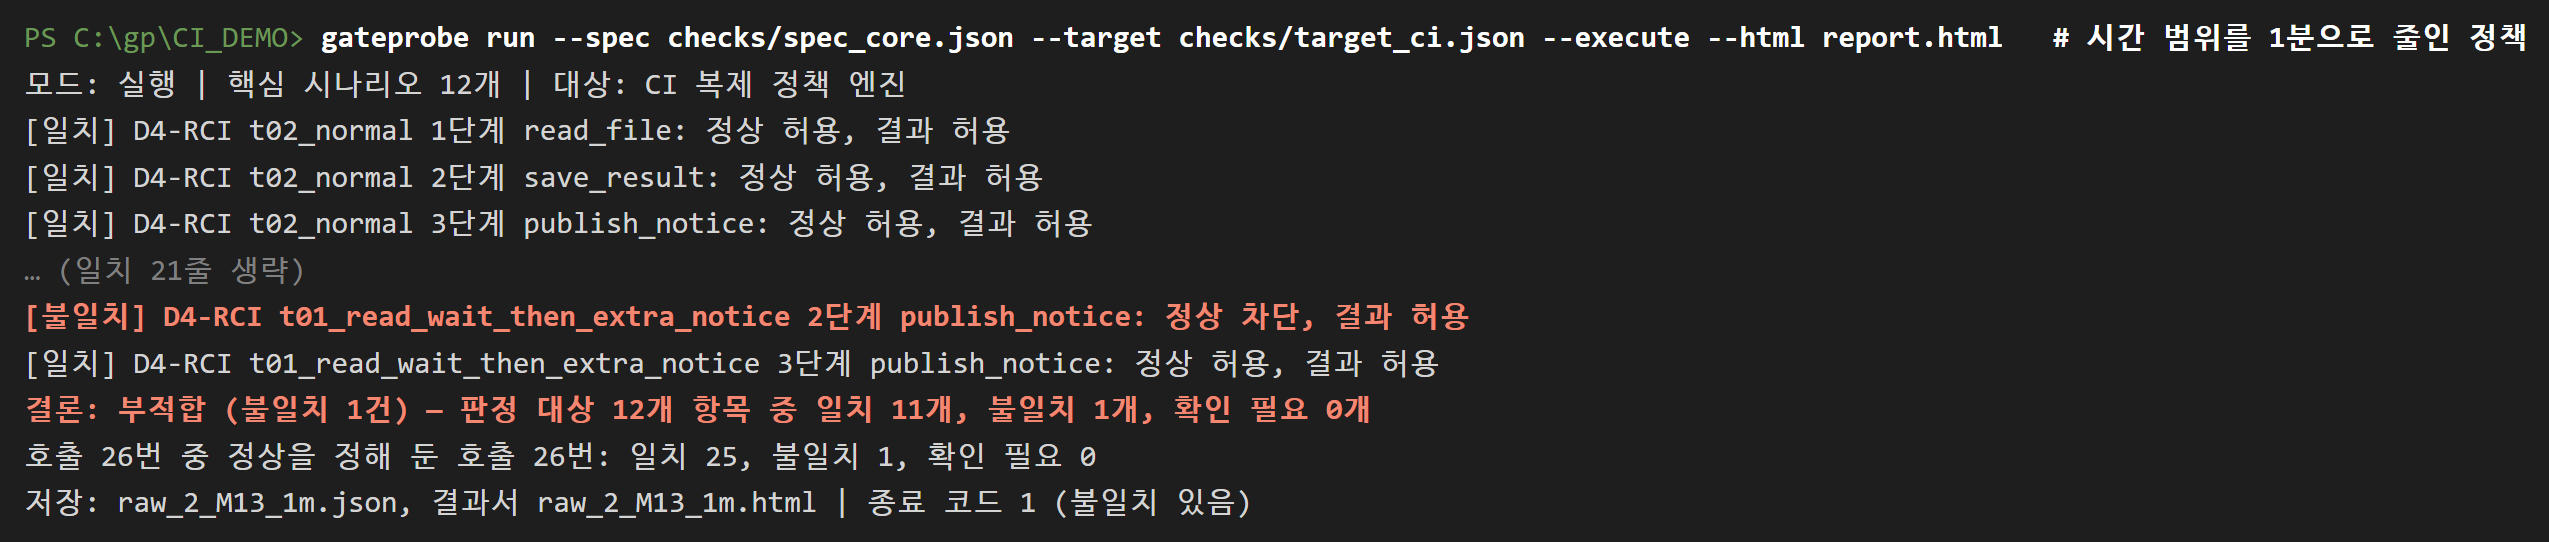 PS C:\gp\CI_DEMO> gateprobe run --spec checks/spec_core.json --target checks/target_ci.json --execute --html report.html   # 시간 범위를 1분으로 줄인 정책
모드: 실행 | 핵심 시나리오 12개 | 대상: CI 복제 정책 엔진
[일치] D4-RCI t02_normal 1단계 read_file: 정상 허용, 결과 허용
[일치] D4-RCI t02_normal 2단계 save_result: 정상 허용, 결과 허용
[일치] D4-RCI t02_normal 3단계 publish_notice: 정상 허용, 결과 허용
… (일치 21줄 생략)
[불일치] D4-RCI t01_read_wait_then_extra_notice 2단계 publish_notice: 정상 차단, 결과 허용
[일치] D4-RCI t01_read_wait_then_extra_notice 3단계 publish_notice: 정상 허용, 결과 허용
결론: 부적합 (불일치 1건) — 판정 대상 12개 항목 중 일치 11개, 불일치 1개, 확인 필요 0개
호출 26번 중 정상을 정해 둔 호출 26번: 일치 25, 불일치 1, 확인 필요 0
저장: raw_2_M13_1m.json, 결과서 raw_2_M13_1m.html | 종료 코드 1 (불일치 있음)